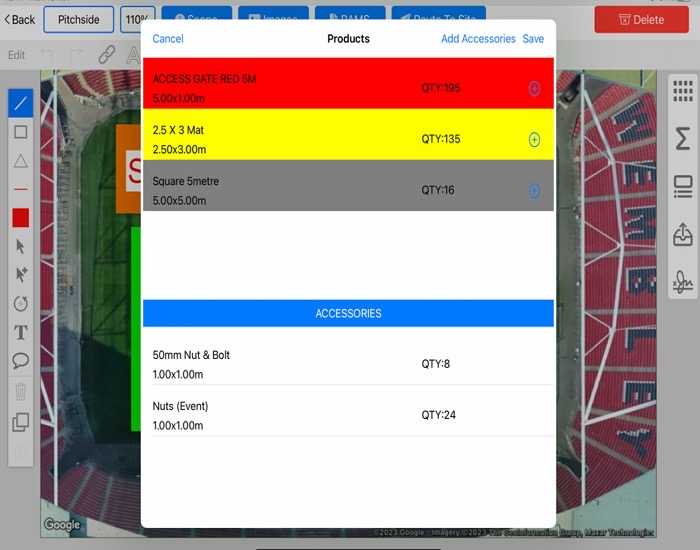 Back
Pitchside
110%
Scope
Images
RAMS
Route To Site
Delete
Edit
Cancel
Products
Add Accessories
Save
ACCESS GATE RED 5M
5.00x1.00m
QTY:195
2.5 X 3 Mat
2.50x3.00m
QTY:135
Square 5metre
5.00x5.00m
QTY:16
ACCESSORIES
50mm Nut & Bolt
1.00x1.00m
QTY:8
Nuts (Event)
1.00x1.00m
QTY:24
S
T
WEMBLEY
Google
©2023 Google - Imagery ©2023 The GeoInformation Group, Maxar Technologies